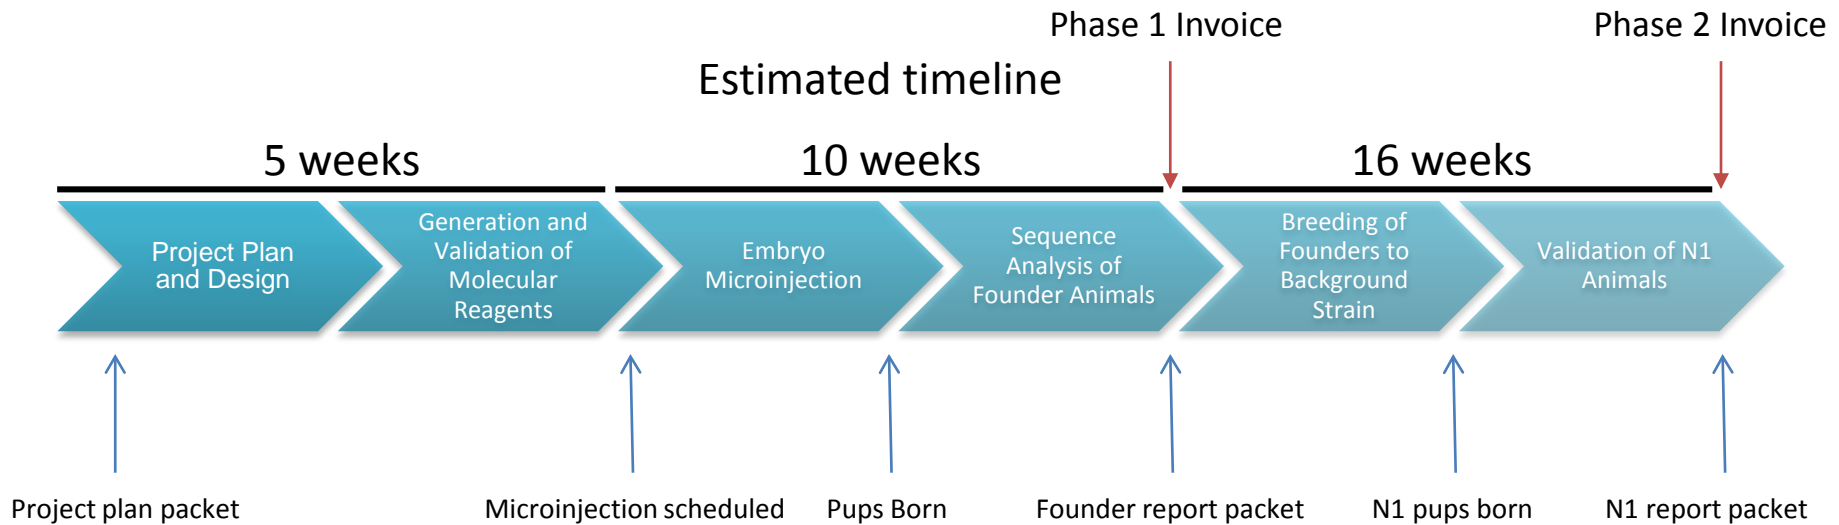 Phase 1 Invoice
Phase 2 Invoice
Estimated timeline
5 weeks
10 weeks
16 weeks
Project Plan
and Design
Generation and
Validation of
Molecular
Reagents
Embryo
Microinjection
Sequence
Analysis of
Founder Animals
Breeding of
Founders to
Background
Strain
Validation of N1
Animals
Project plan packet
Microinjection scheduled
Pups Born
Founder report packet
N1 pups born
N1 report packet